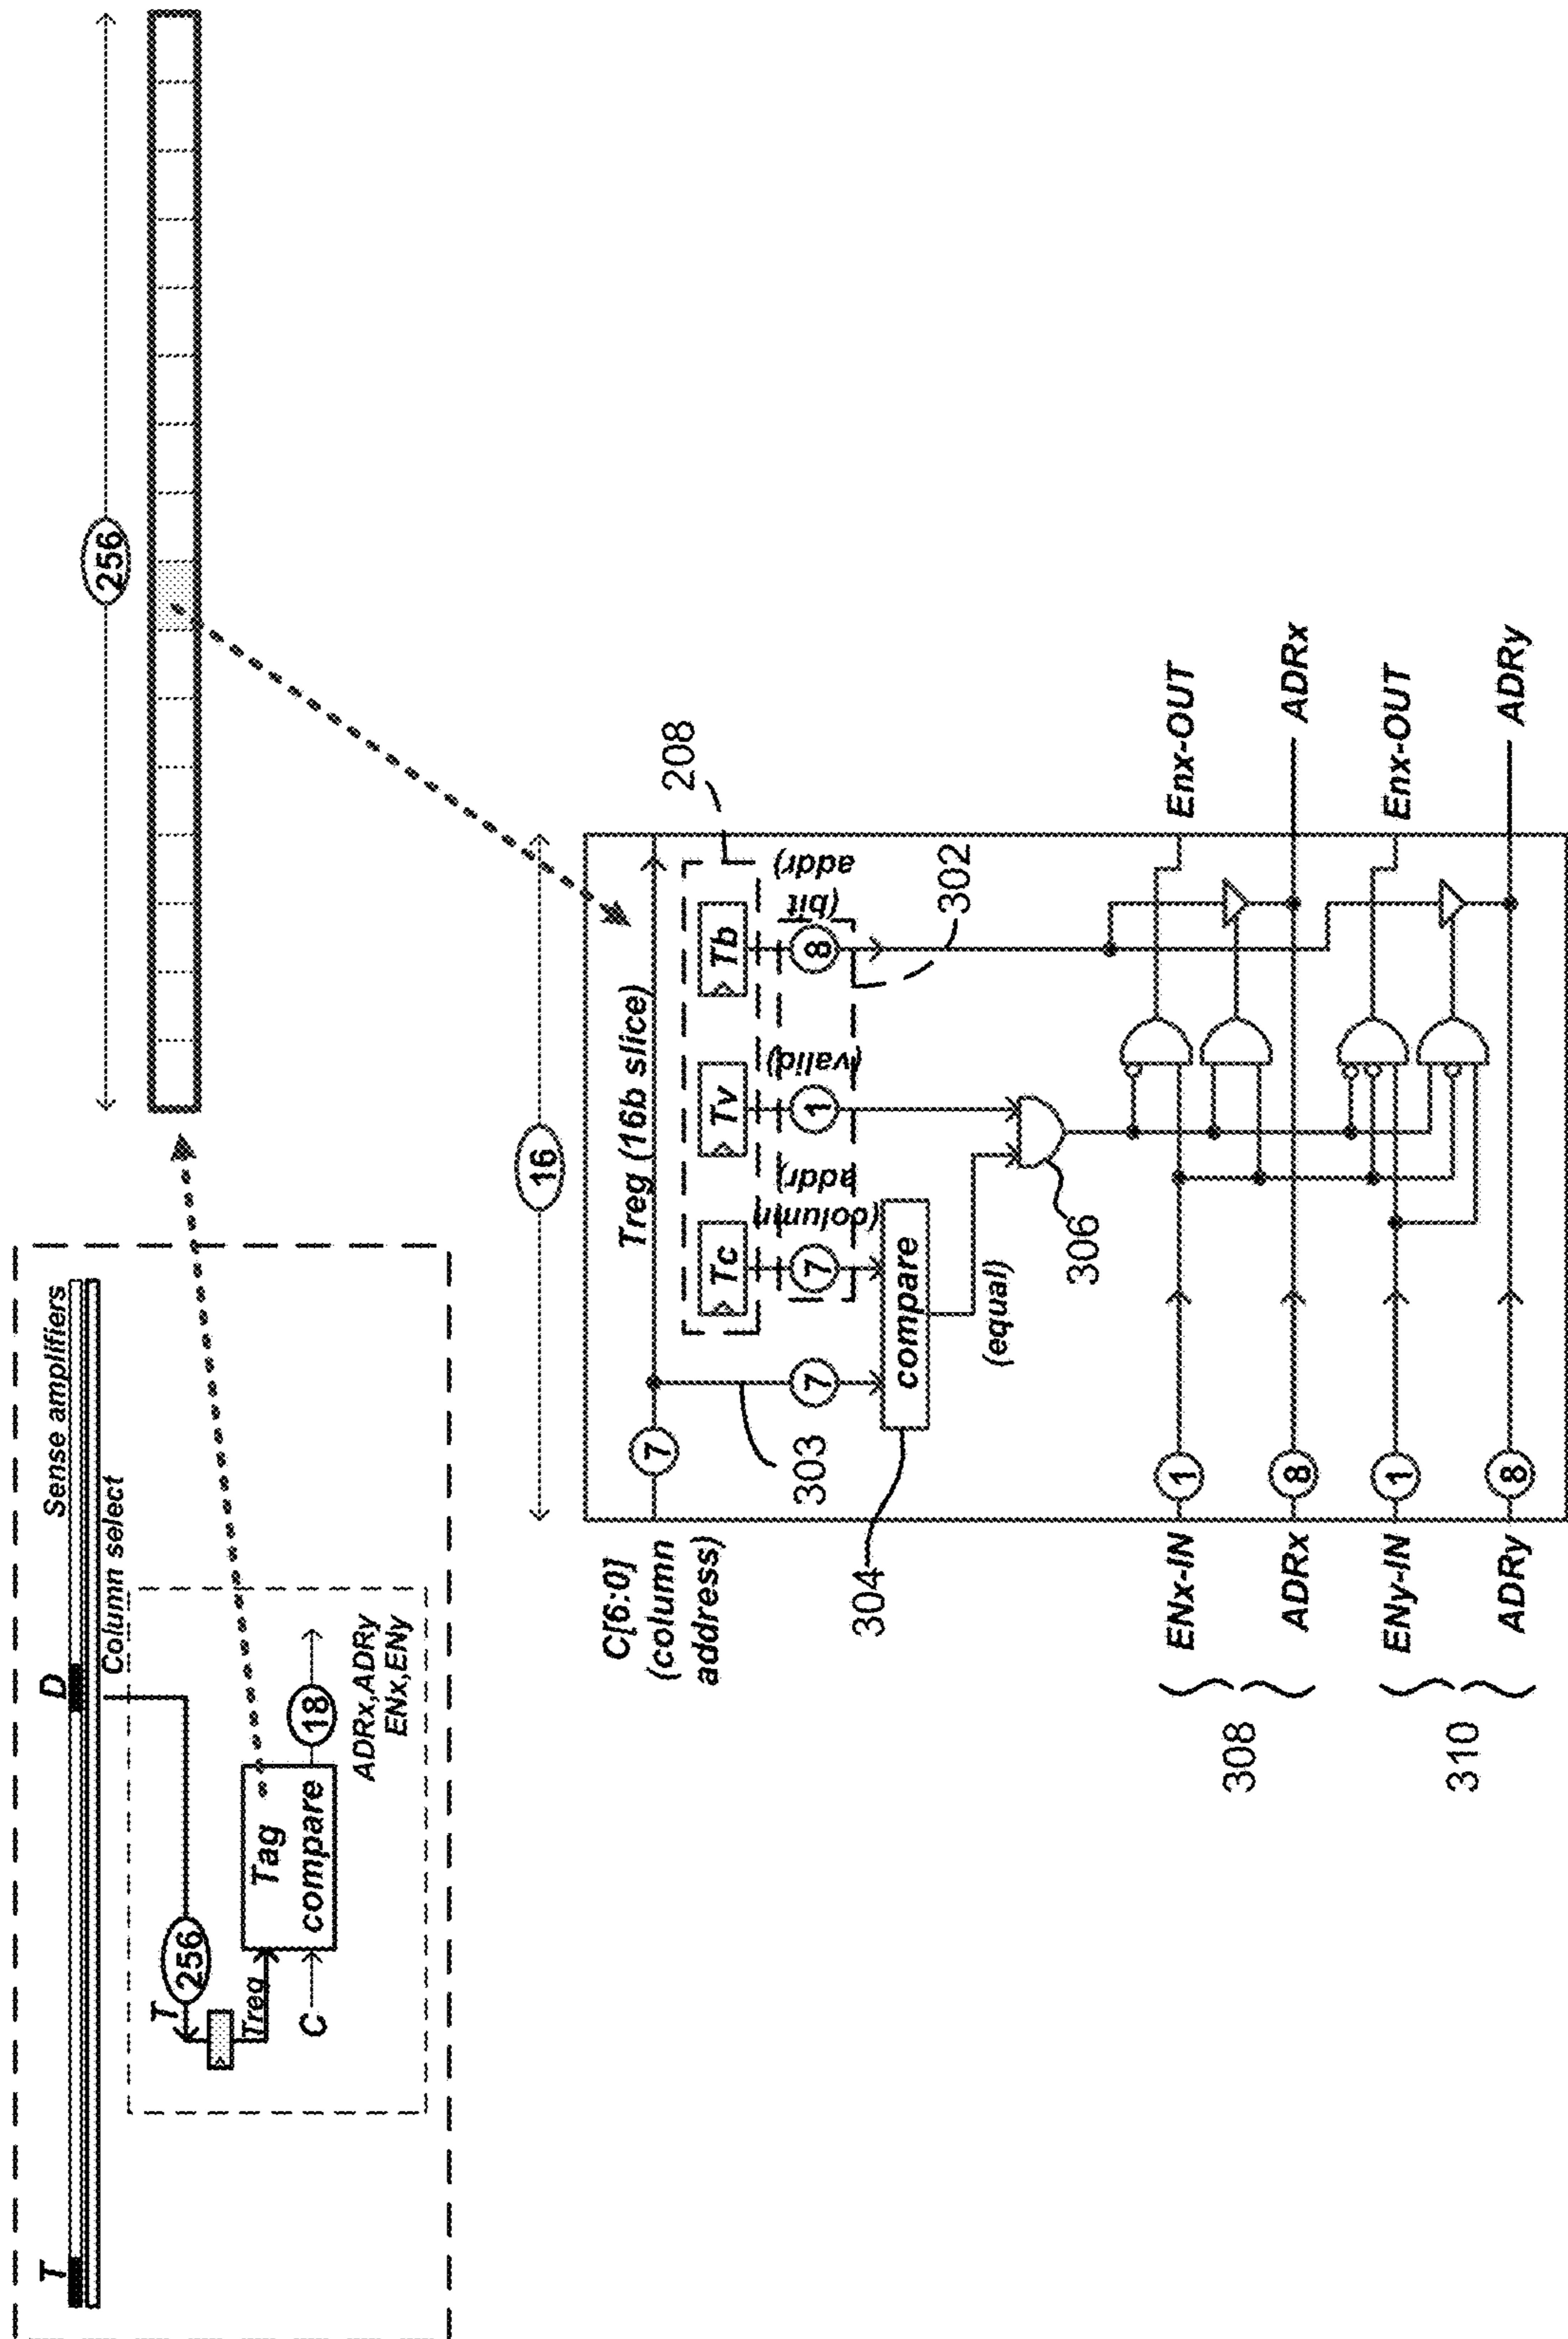 T
D
Sense amplifiers
Column select
T
256
Treg
C
Tag
compare
18
ADRx,ADRy
ENx,ENy
256
16
C[6:0]
(column
address)
7
Treg (16b slice)
208
Tc
Tv
Tb
303
7
7
(column
addr)
1
(valid)
8
(bit
addr)
302
304
compare
(equal)
306
308
ENx-IN
1
Enx-OUT
ADRx
8
ADRx
310
ENy-IN
1
Enx-OUT
ADRy
8
ADRy